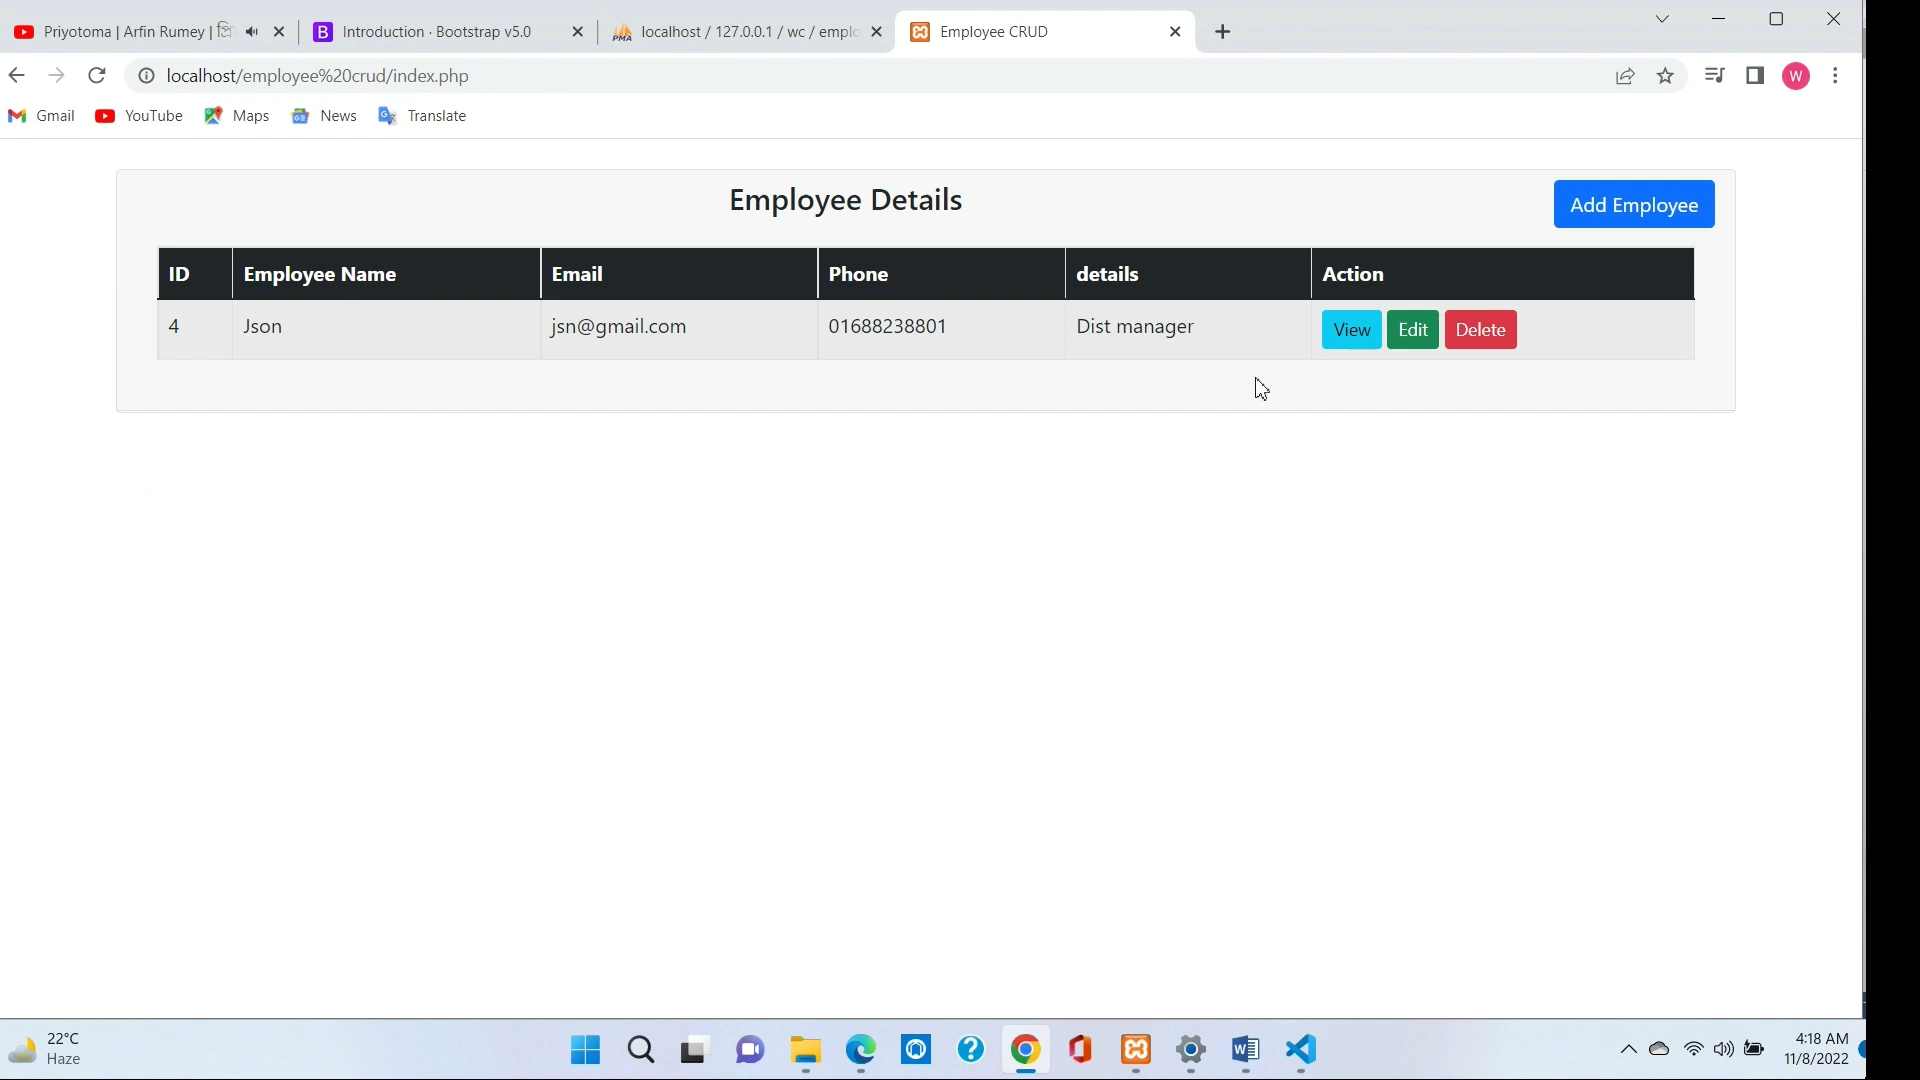 Priyotoma | Arfin Rumey |
Introduction · Bootstrap v5.0
localhost / 127.0.0.1 / wc / emplo
Employee CRUD
localhost/employee%20crud/index.php
W
Gmail
YouTube
Maps
News
Translate
Employee Details
Add Employee
ID Employee Name Email Phone details Action
4 Json jsn@gmail.com 01688238801 Dist manager View Edit Delete
22°C
Haze
4:18 AM
11/8/2022